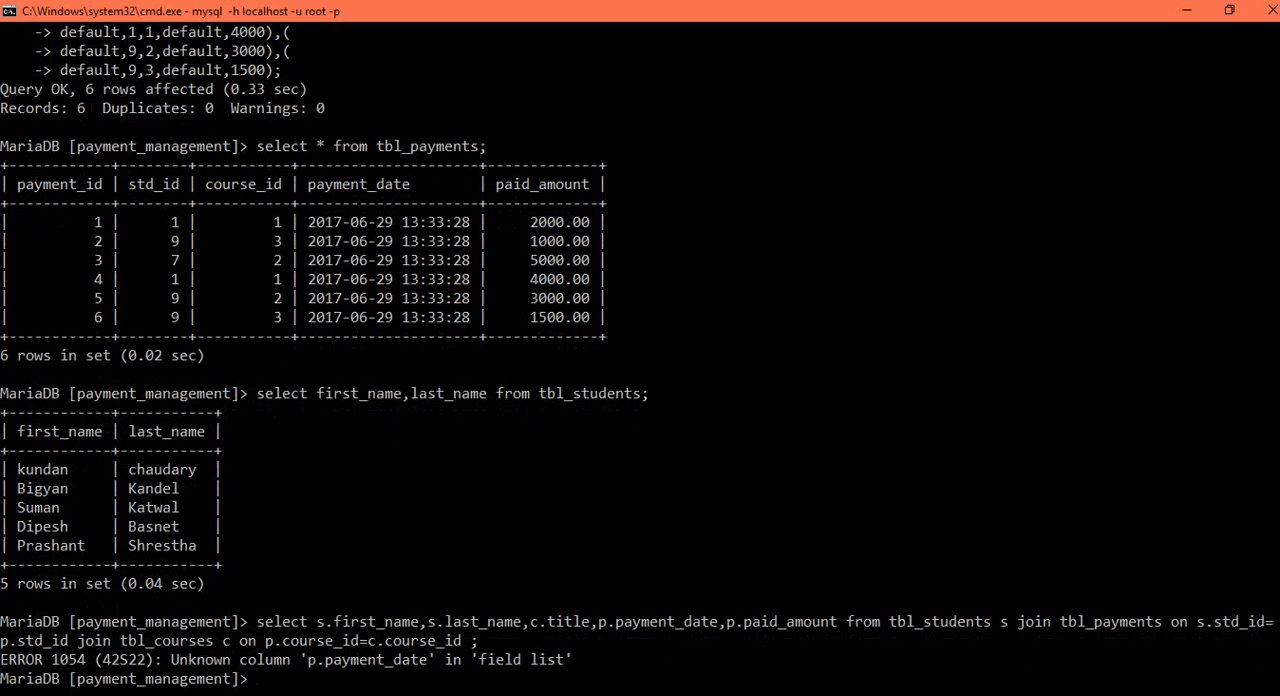 C:\Windows\system32\cmd.exe - mysql  -h localhost -u root -p
    -> default,1,1,default,4000),(
    -> default,9,2,default,3000),(
    -> default,9,3,default,1500);
Query OK, 6 rows affected (0.33 sec)
Records: 6  Duplicates: 0  Warnings: 0
MariaDB [payment_management]> select * from tbl_payments;
+------------+--------+-----------+---------------------+-------------+
| payment_id | std_id | course_id | payment_date        | paid_amount |
+------------+--------+-----------+---------------------+-------------+
|          1 |      1 |         1 | 2017-06-29 13:33:28 |     2000.00 |
|          2 |      9 |         3 | 2017-06-29 13:33:28 |     1000.00 |
|          3 |      7 |         2 | 2017-06-29 13:33:28 |     5000.00 |
|          4 |      1 |         1 | 2017-06-29 13:33:28 |     4000.00 |
|          5 |      9 |         2 | 2017-06-29 13:33:28 |     3000.00 |
|          6 |      9 |         3 | 2017-06-29 13:33:28 |     1500.00 |
+------------+--------+-----------+---------------------+-------------+
6 rows in set (0.02 sec)
MariaDB [payment_management]> select first_name,last_name from tbl_students;
+------------+-----------+
| first_name | last_name |
+------------+-----------+
| kundan     | chaudary  |
| Bigyan     | Kandel    |
| Suman      | Katwal    |
| Dipesh     | Basnet    |
| Prashant   | Shrestha  |
+------------+-----------+
5 rows in set (0.04 sec)
MariaDB [payment_management]> select s.first_name,s.last_name,c.title,p.payment_date,p.paid_amount from tbl_students s join tbl_payments on s.std_id=
p.std_id join tbl_courses c on p.course_id=c.course_id ;
ERROR 1054 (42S22): Unknown column 'p.payment_date' in 'field list'
MariaDB [payment_management]>